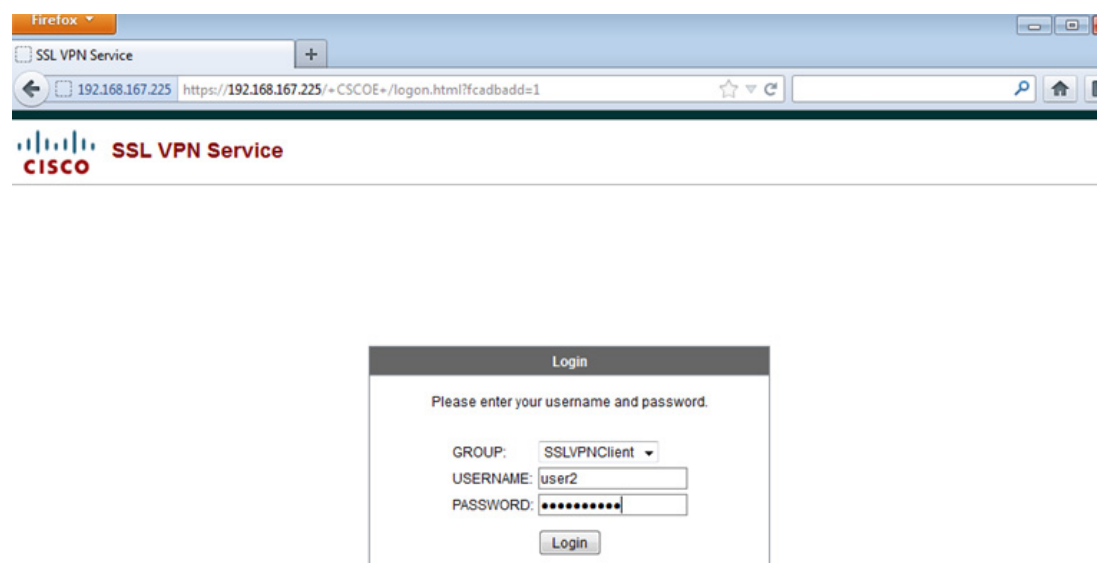 Firefox
SSL VPN Service
192.168.167.225 https://192.168.167.225/+CSCOE+/logon.html?fcadbadd=1
CISCO SSL VPN Service
Login
Please enter your username and password.
GROUP: SSLVPNClient
USERNAME: user2
PASSWORD: ••••••••••
Login